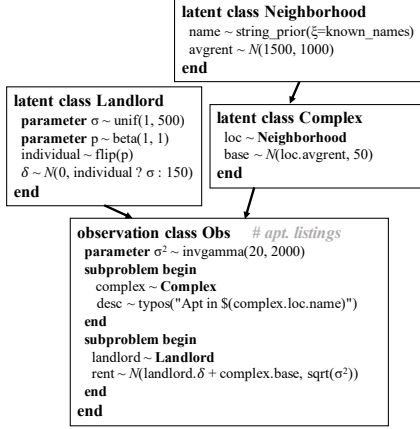 latent class Neighborhood
name ~ string_prior(ξ=known_names)
avgrent ~ N(1500, 1000)
end
latent class Landlord
parameter σ ~ unif(1, 500)
parameter p ~ beta(1, 1)
individual ~ flip(p)
δ ~ N(0, individual ? σ : 150)
end
latent class Complex
loc ~ Neighborhood
base ~ N(loc.avgrent, 50)
end
observation class Obs # apt. listings
parameter σ² ~ invgamma(20, 2000)
subproblem begin
complex ~ Complex
desc ~ typos("Apt in $(complex.loc.name)")
end
subproblem begin
landlord ~ Landlord
rent ~ N(landlord.δ + complex.base, sqrt(σ²))
end
end